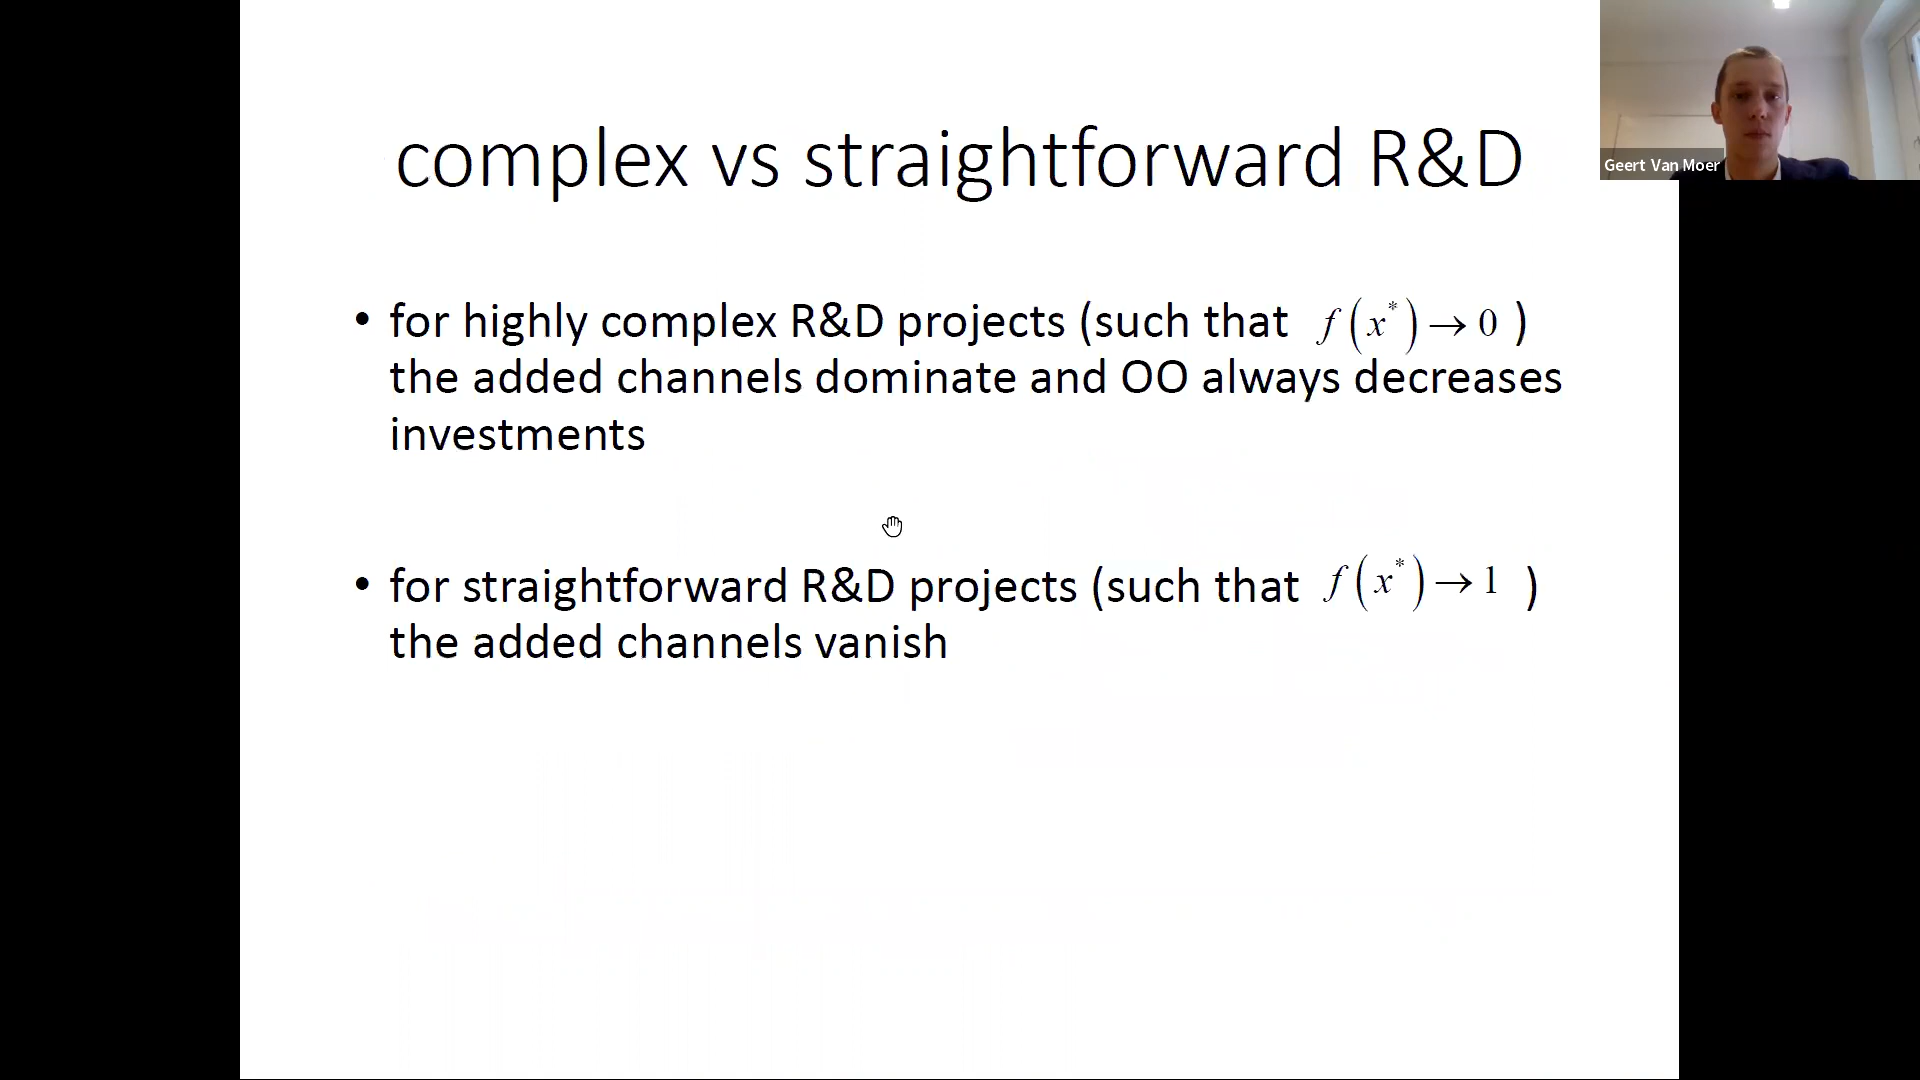 complex vs straightforward R&D
Geert Van Moer
• for highly complex R&D projects (such that f(x*)→0 )
the added channels dominate and OO always decreases
investments
• for straightforward R&D projects (such that f(x*)→1 )
the added channels vanish